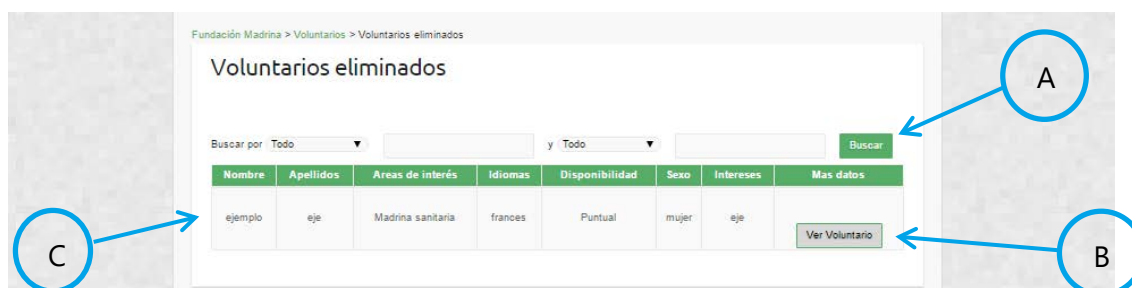 Fundación Madrina > Voluntarios > Voluntarios eliminados
Voluntarios eliminados
A
Buscar por Todo y Todo Buscar
Nombre Apellidos Areas de interés Idiomas Disponibilidad Sexo Intereses Mas datos
ejemplo eje Madrina sanitaria frances Puntual mujer eje
Ver Voluntario
C
B